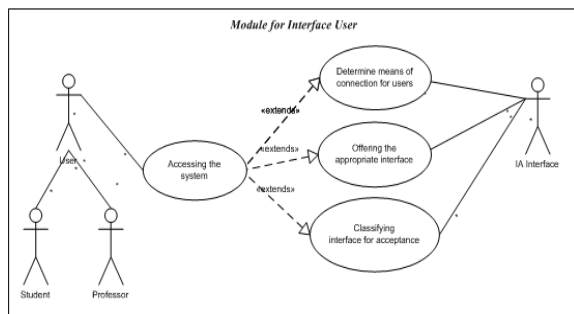 Module for Interface User
Determine means of
connection for users
«extends»
User
Accessing the
system
«extends»
Offering the
appropriate interface
IA Interface
«extends»
Classifying
interface for acceptance
Student
Professor